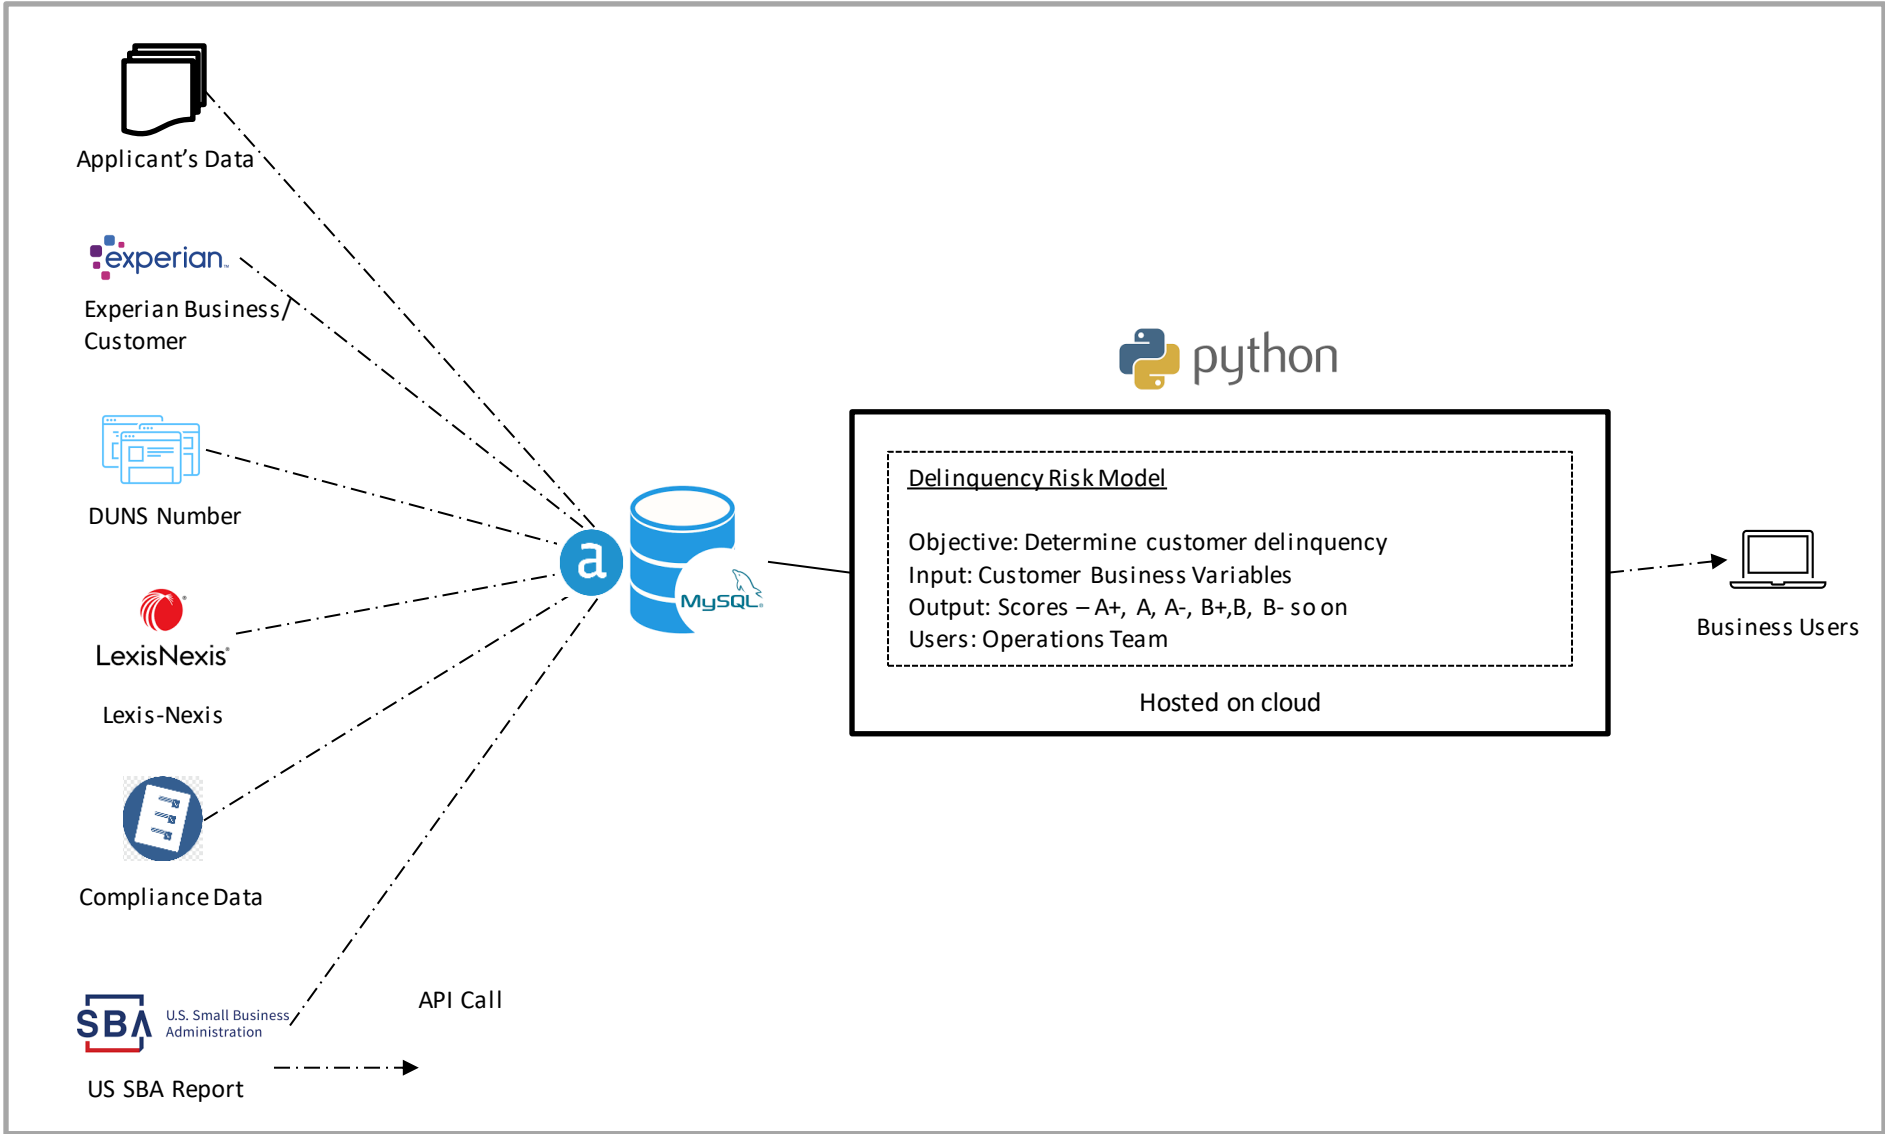 Applicant's Data
experian™
Experian Business/
Customer
DUNS Number
LexisNexis®
Lexis-Nexis
Compliance Data
SBA
U.S. Small Business
Administration
US SBA Report
API Call
a
MySQL®
python
Delinquency Risk Model
Objective: Determine customer delinquency
Input: Customer Business Variables
Output: Scores – A+, A, A-, B+,B, B- so on
Users: Operations Team
Hosted on cloud
Business Users